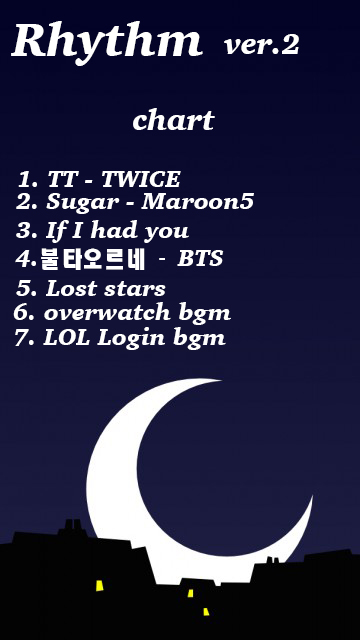 Rhythm ver.2
chart
1. TT - TWICE
2. Sugar - Maroon5
3. If I had you
4.불타오르네 - BTS
5. Lost stars
6. overwatch bgm
7. LOL Login bgm